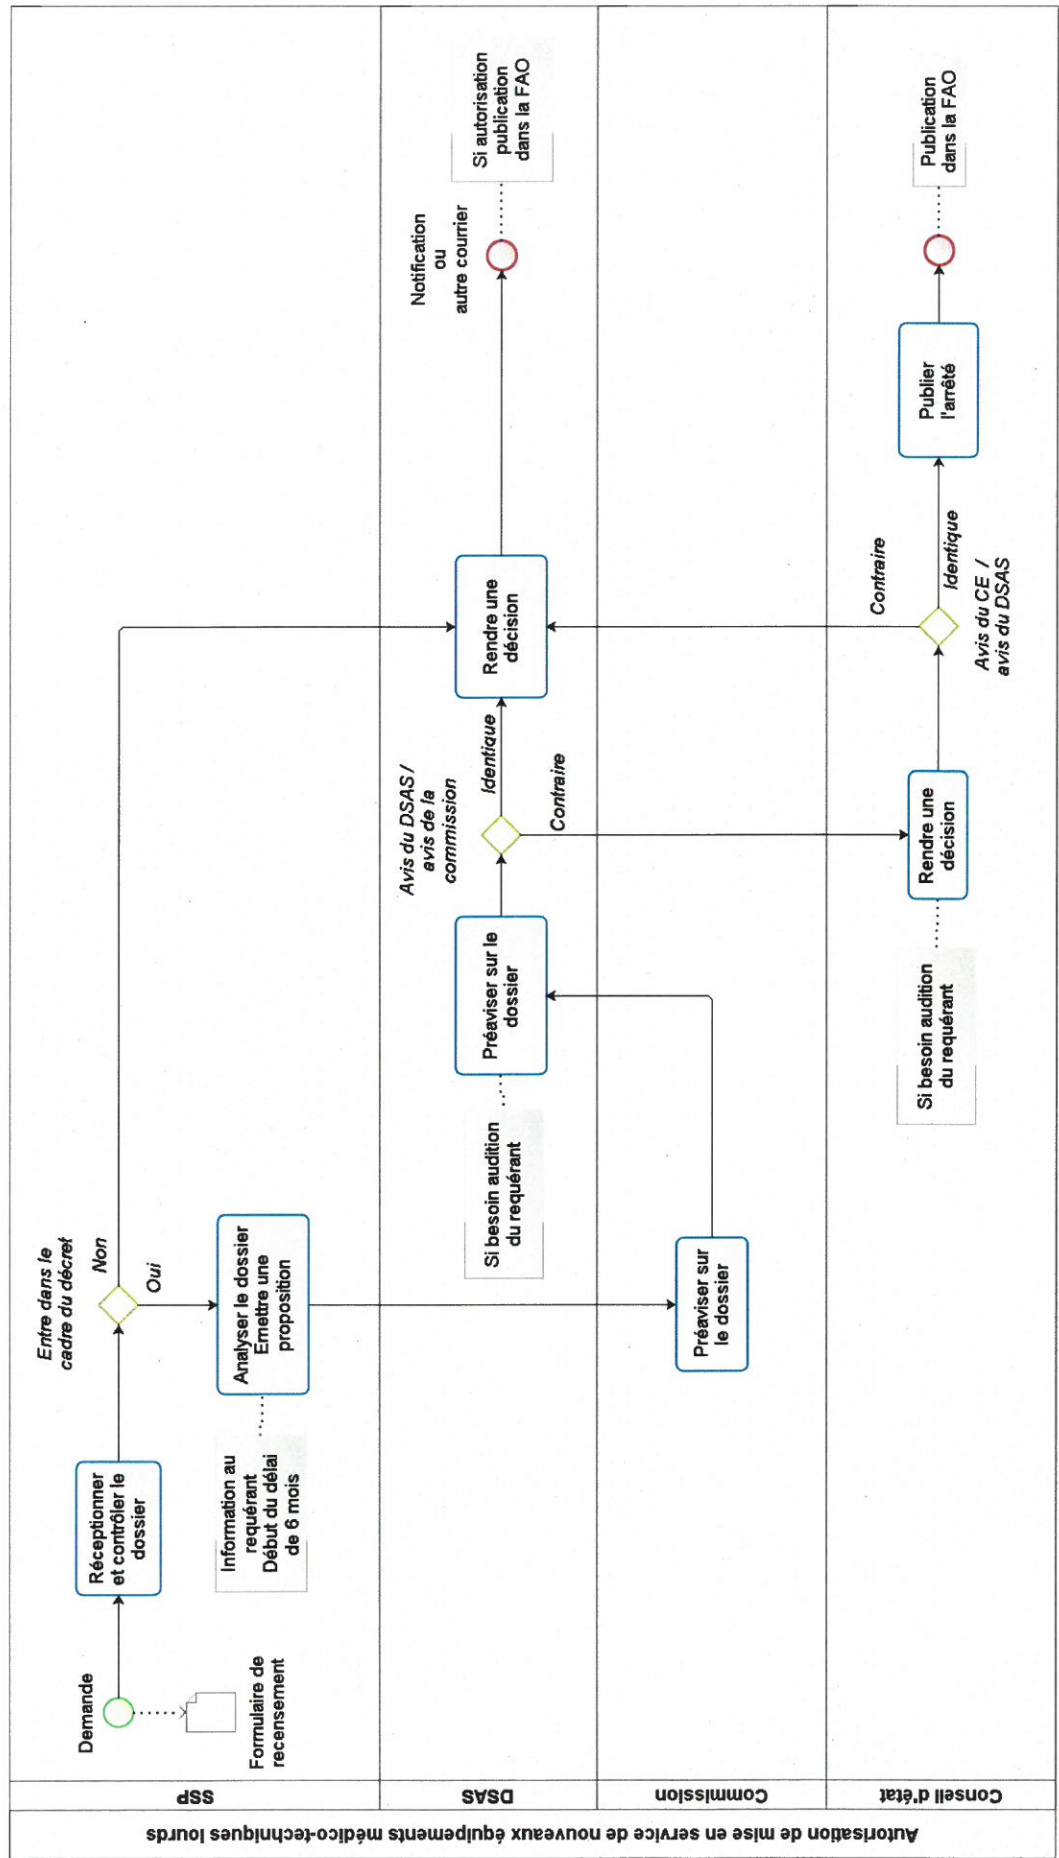 Autorisation de mise en service de nouveaux équipements médico-techniques lourds
SSP
Demande
Formulaire de
recensement
Réceptionner
et contrôler le
dossier
Entre dans le
cadre du décret
Non
Oui
Information au
requérant
Début du délai
de 6 mois
Analyser le dossier
Emettre une
proposition
DSAS
Si besoin audition
du requérant
Préaviser sur le
dossier
Avis du DSAS /
avis de la
commission
Identique
Contraire
Rendre une
décision
Notification
ou
autre courrier
Si autorisation
publication
dans la FAO
Commission
Préaviser sur
le dossier
Conseil d'état
Si besoin audition
du requérant
Rendre une
décision
Contraire
Identique
Avis du CE /
avis du DSAS
Publier
l'arrêté
Publication
dans la FAO